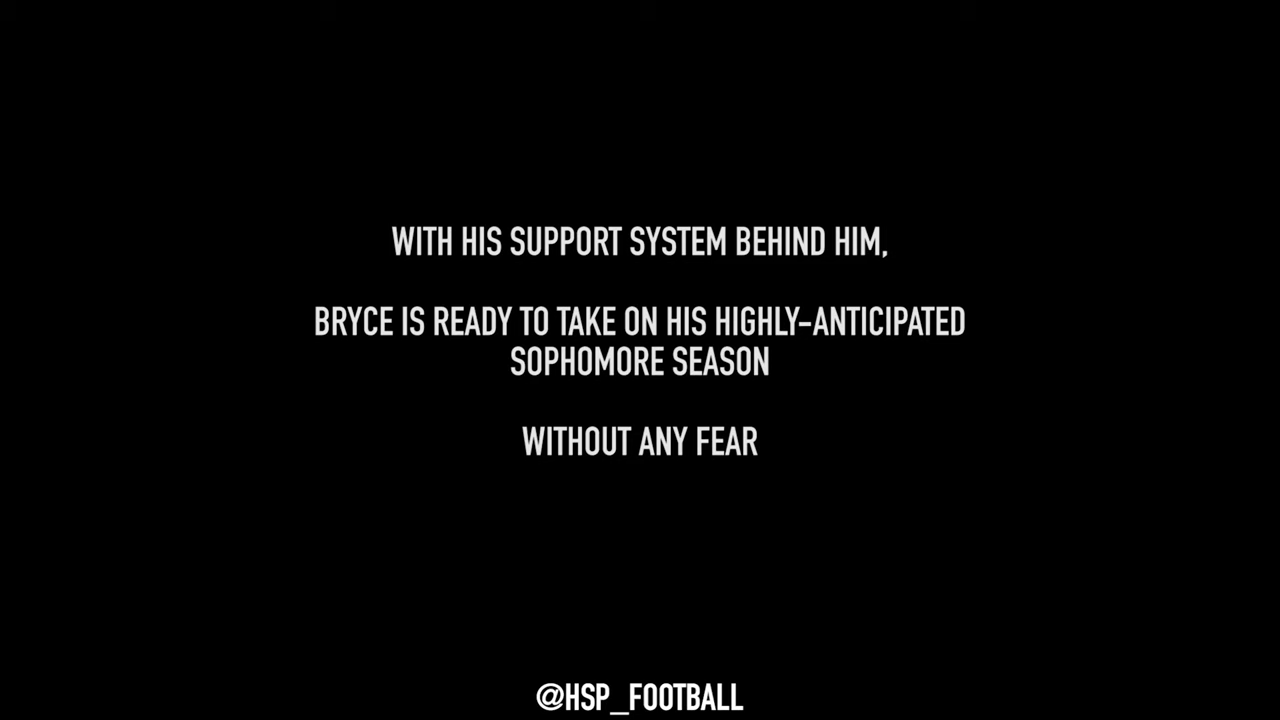 WITH HIS SUPPORT SYSTEM BEHIND HIM,
BRYCE IS READY TO TAKE ON HIS HIGHLY-ANTICIPATED
SOPHOMORE SEASON
WITHOUT ANY FEAR
@HSP_FOOTBALL